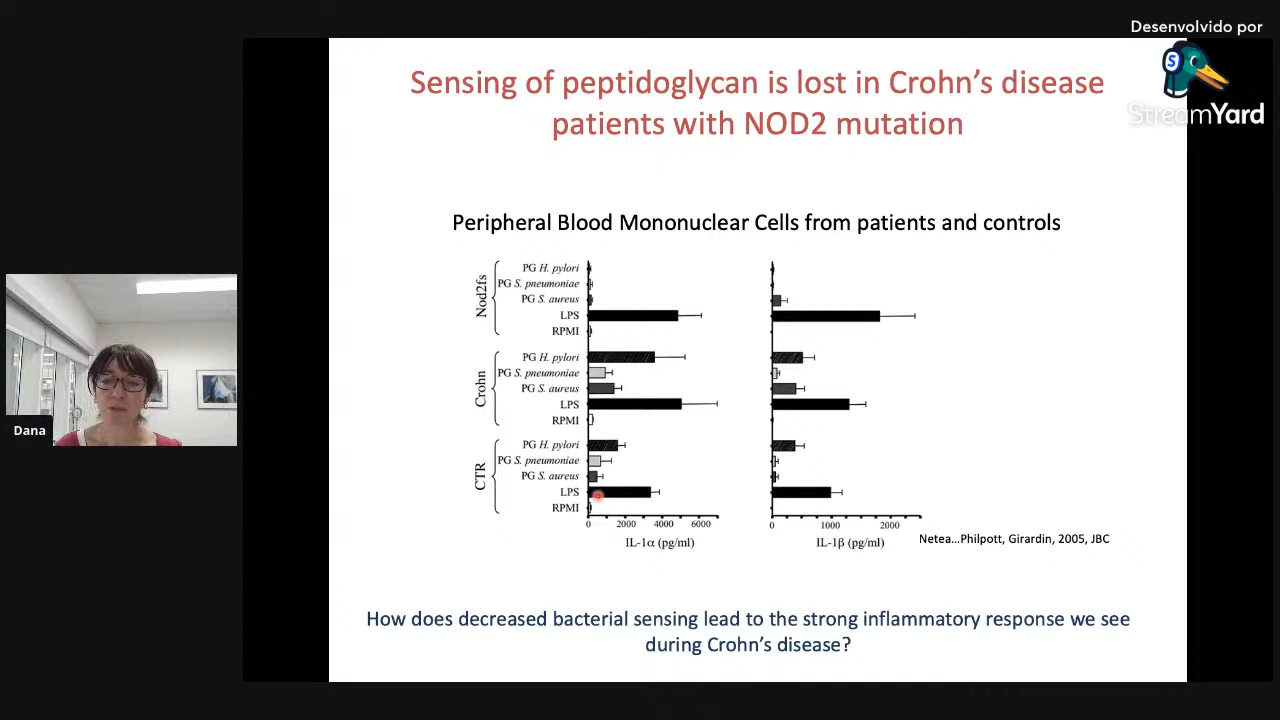 Desenvolvido por
StreamYard
Sensing of peptidoglycan is lost in Crohn's disease
patients with NOD2 mutation
Peripheral Blood Mononuclear Cells from patients and controls
Nod2fs
PG H. pylori
PG S. pneumoniae
PG S. aureus
LPS
RPMI
Crohn
PG H. pylori
PG S. pneumoniae
PG S. aureus
LPS
RPMI
CTR
PG H. pylori
PG S. pneumoniae
PG S. aureus
LPS
RPMI
0 2000 4000 6000
IL-1α (pg/ml)
0 1000 2000
IL-1β (pg/ml)
Netea...Philpott, Girardin, 2005, JBC
How does decreased bacterial sensing lead to the strong inflammatory response we see
during Crohn's disease?
Dana